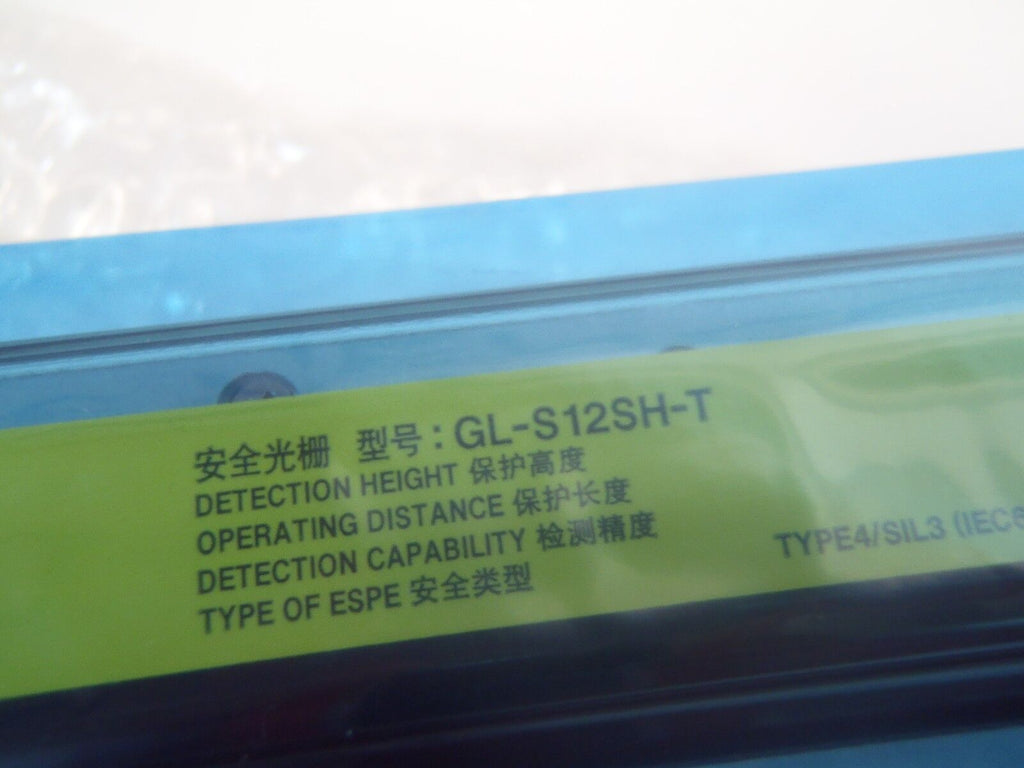 安全光栅 型号：GL-S12SH-T
DETECTION HEIGHT 保护高度
OPERATING DISTANCE 保护长度
DETECTION CAPABILITY 检测精度
TYPE OF ESPE 安全类型
TYPE4/SIL3 (IEC6